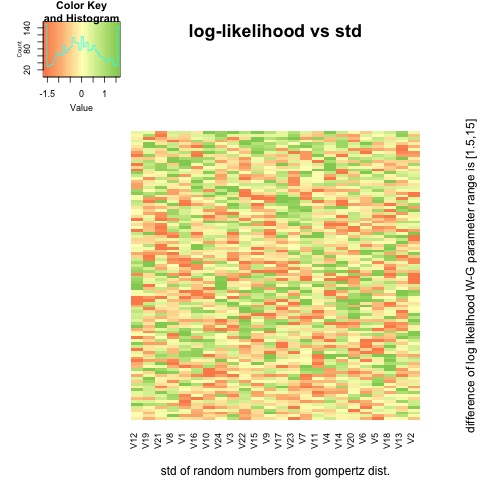 Color Key
and Histogram
log-likelihood vs std
Count
20 80 140
-1.5 0 1
Value
difference of log likelihood W-G parameter range is [1.5,15]
V12 V19 V21 V8 V1 V16 V10 V24 V3 V22 V15 V9 V17 V23 V7 V11 V4 V14 V20 V6 V5 V18 V13 V2
std of random numbers from gompertz dist.